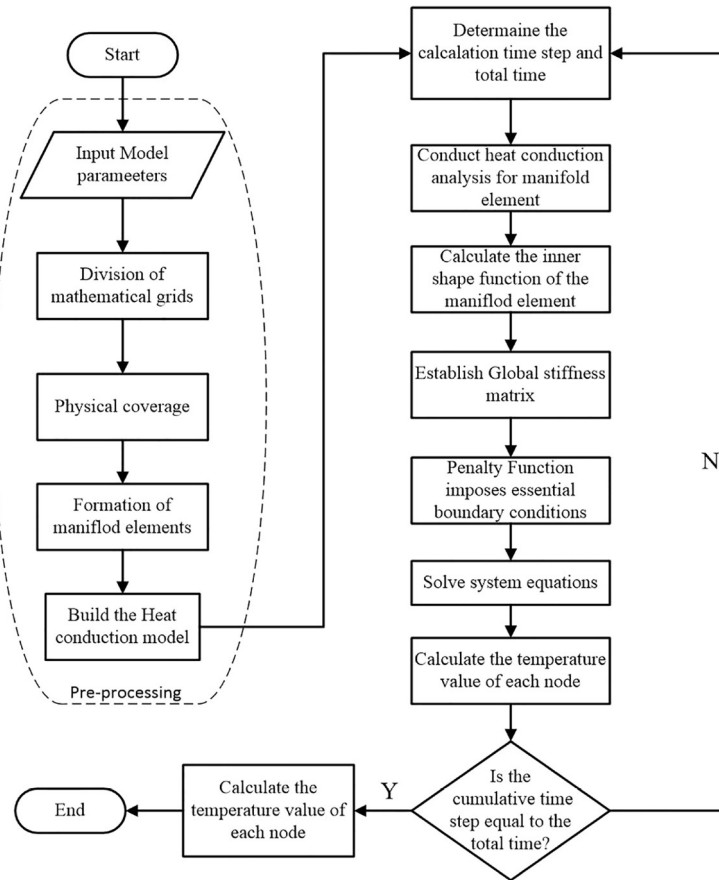 Start
Input Model
parameeters
Division of
mathematical grids
Physical coverage
Formation of
maniflod elements
Build the Heat
conduction model
Pre-processing
Determaine the
calcalation time step and
total time
Conduct heat conduction
analysis for manifold
element
Calculate the inner
shape function of the
maniflod element
Establish Global stiffness
matrix
Penalty Function
imposes essential
boundary conditions
Solve system equations
Calculate the temperature
value of each node
Is the
cumulative time
step equal to the
total time?
N
Y
Calculate the
temperature value of
each node
End